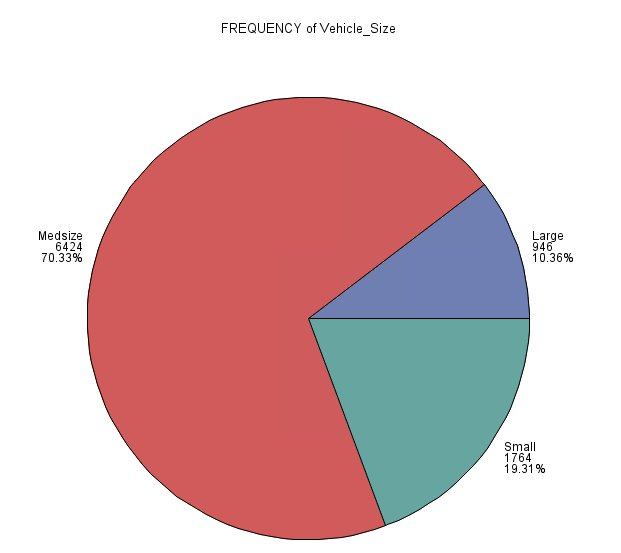 FREQUENCY of Vehicle_Size
Medsize
6424
70.33%
Large
946
10.36%
Small
1764
19.31%